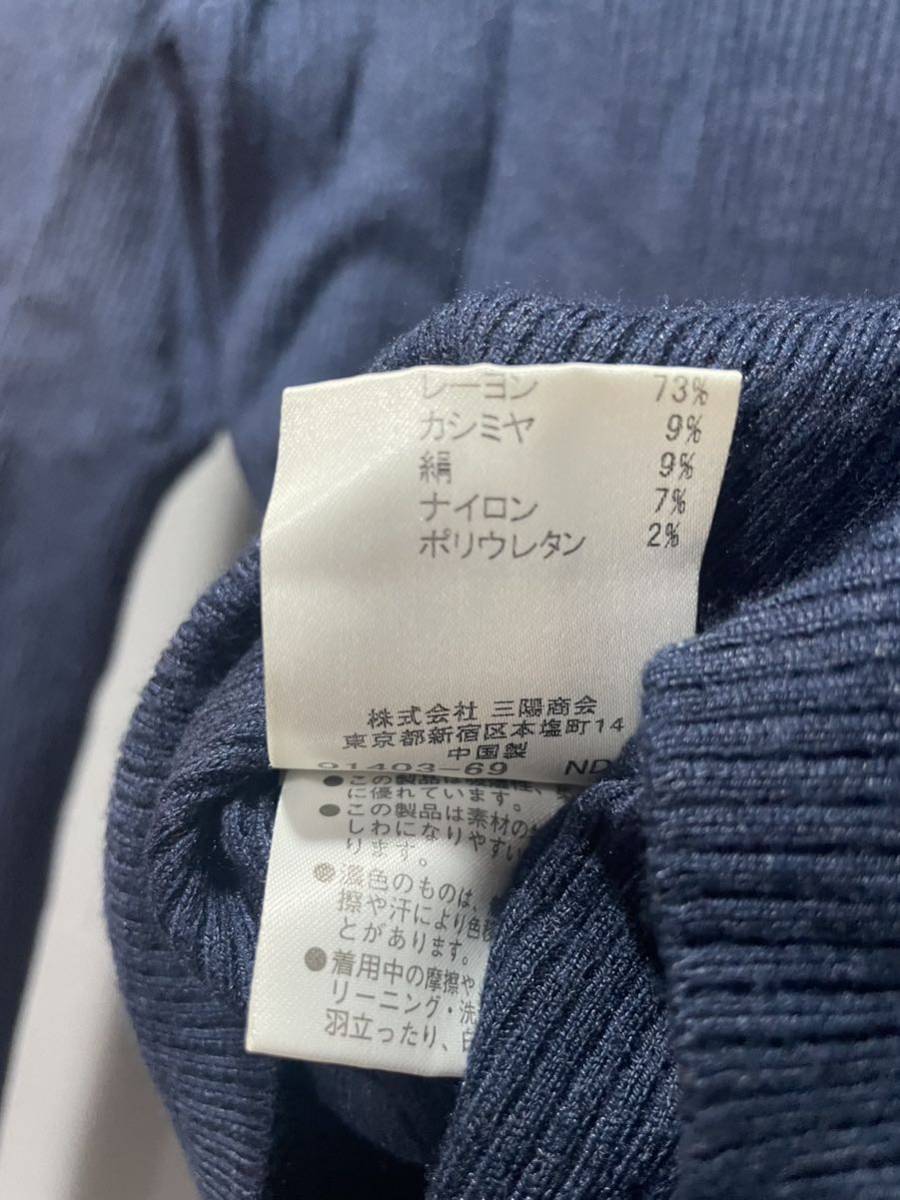 レーヨン 73%
カシミヤ 9%
絹 9%
ナイロン 7%
ポリウレタン 2%
株式会社 三陽商会
東京都新宿区本塩町14
中国製
91403-69 ND
●この製品は
に優れています。
●この製品は素材の
しわになりやすい
ります。
●濃色のものは、
擦や汗により色
とがあります。
●着用中の摩擦や
リーニング・洗
羽立ったり、白